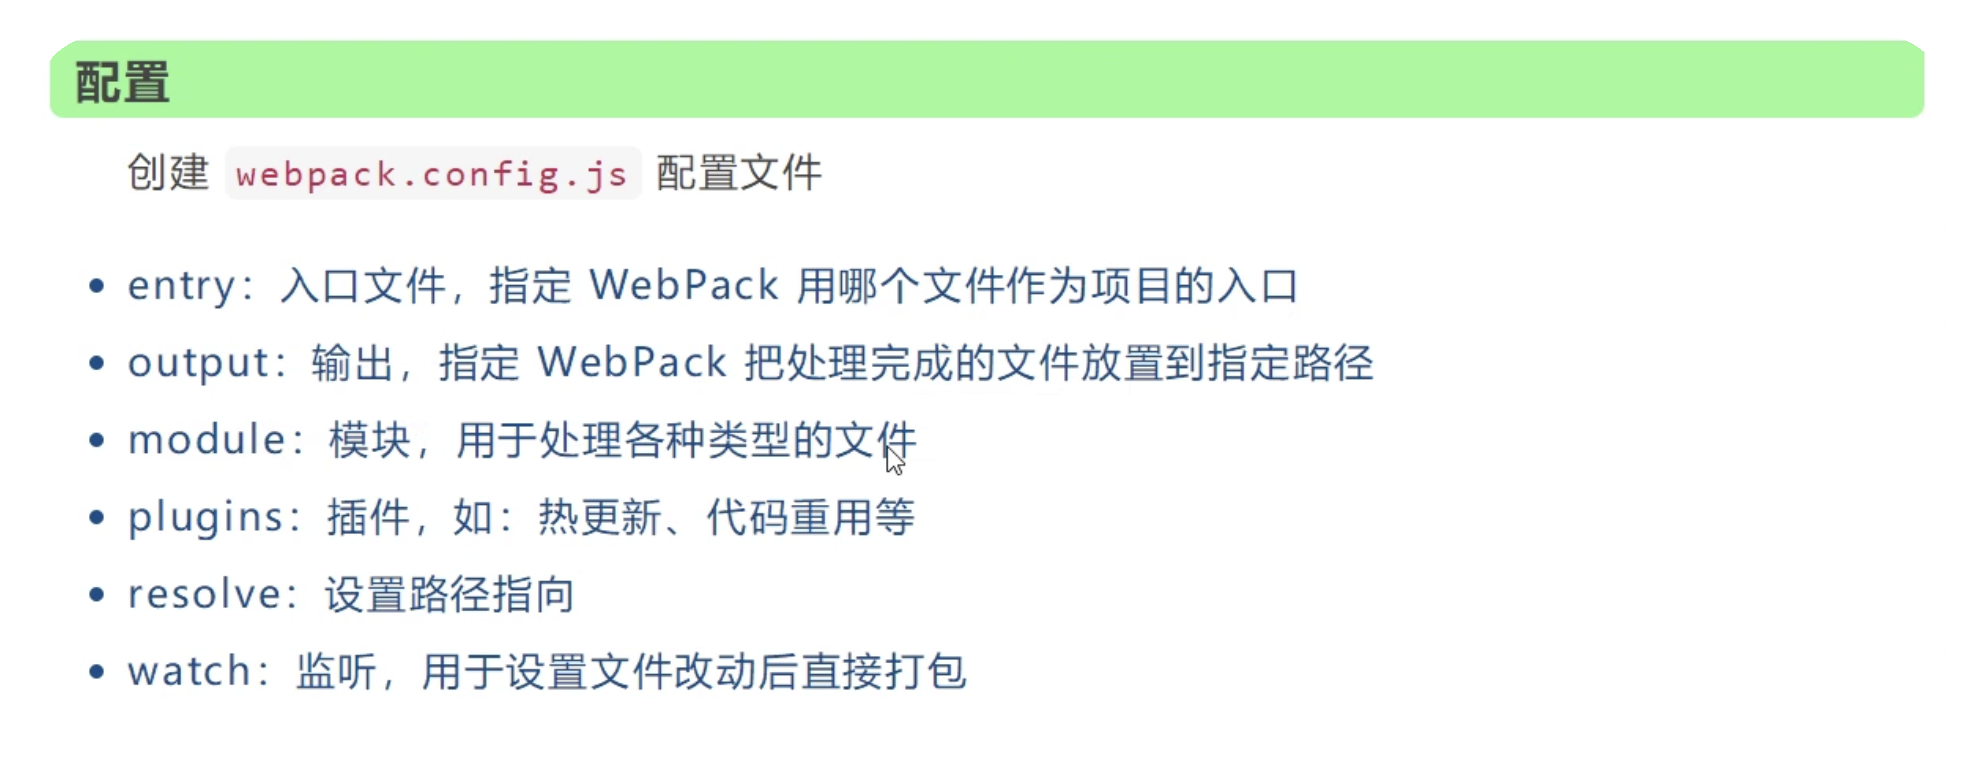 配置
创建 webpack.config.js 配置文件
• entry：入口文件，指定 WebPack 用哪个文件作为项目的入口
• output：输出，指定 WebPack 把处理完成的文件放置到指定路径
• module：模块，用于处理各种类型的文件
• plugins：插件，如：热更新、代码重用等
• resolve：设置路径指向
• watch：监听，用于设置文件改动后直接打包